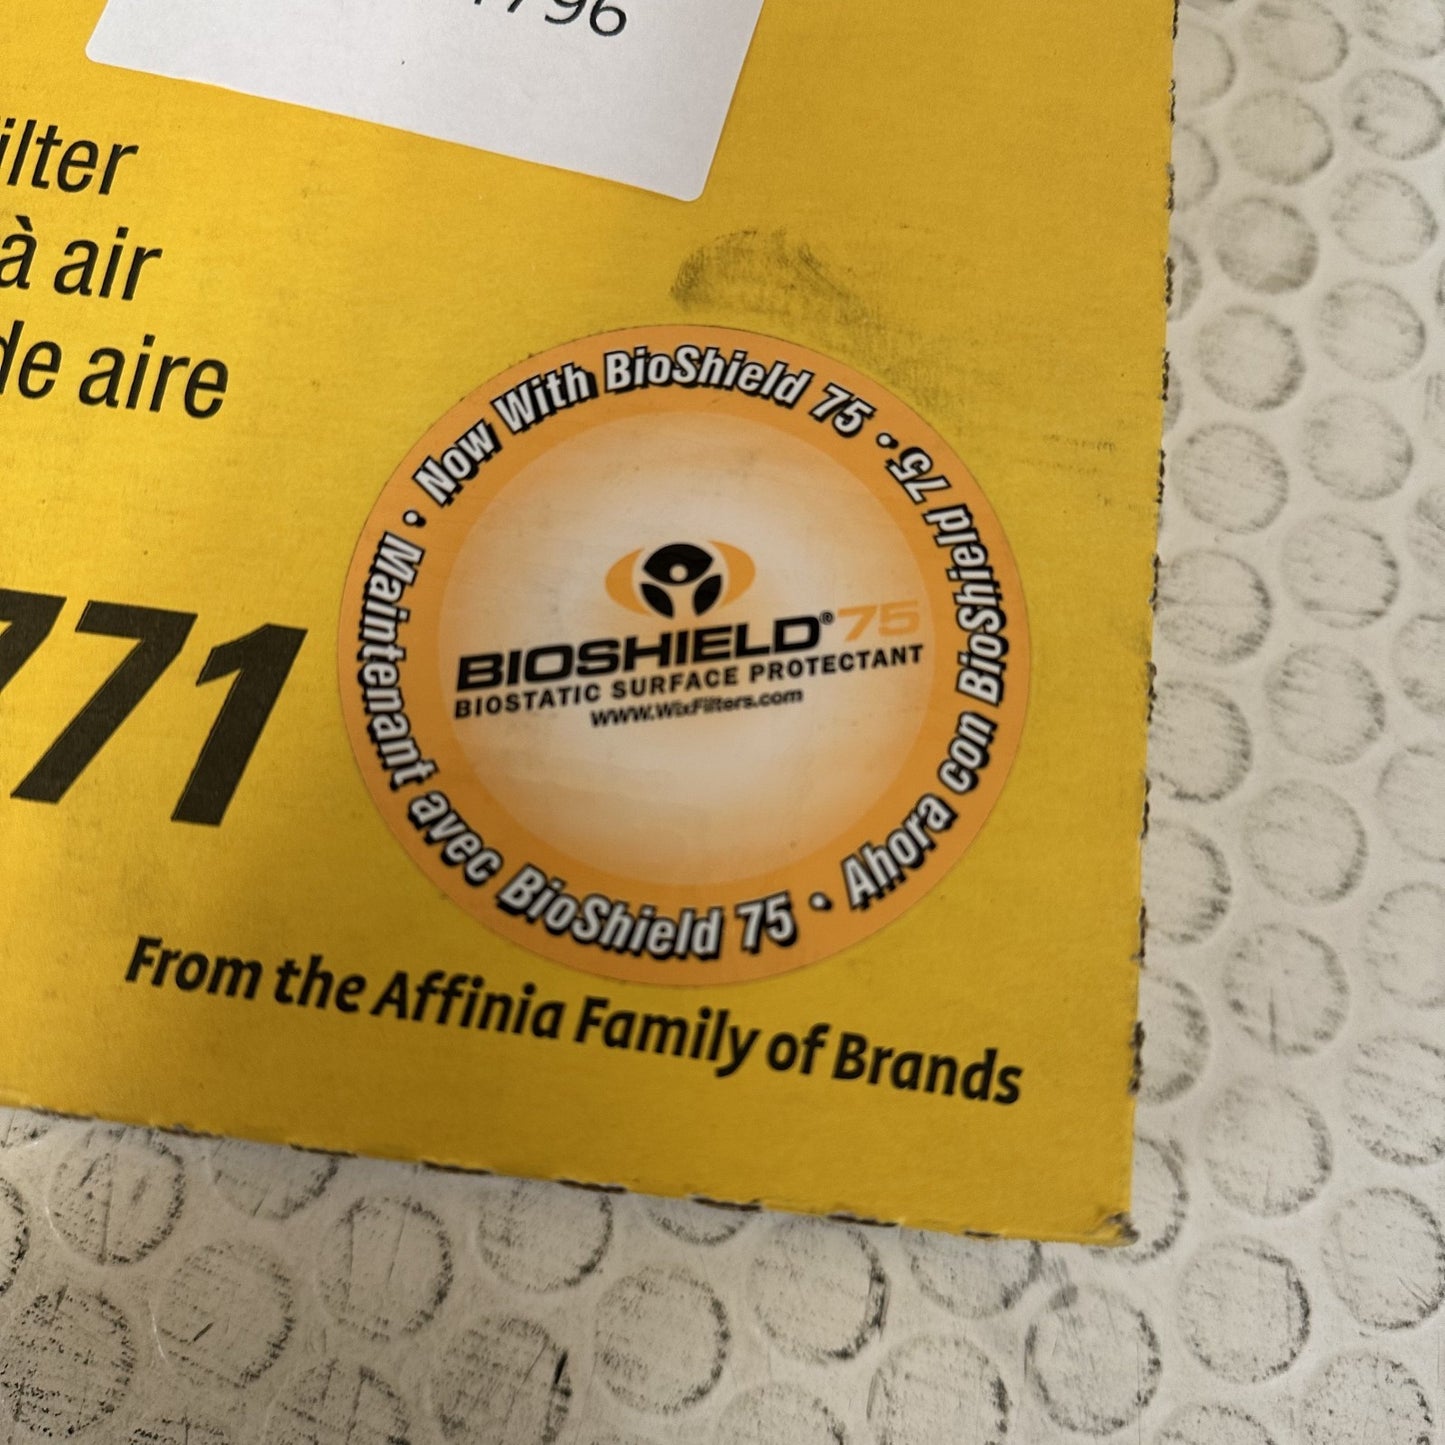 796
ilter
à air
de aire
771
Now With BioShield 75 •
Ahora con BioShield 75 •
Maintenant avec BioShield 75 •
BIOSHIELD® 75
BIOSTATIC SURFACE PROTECTANT
www.WixFilters.com
From the Affinia Family of Brands